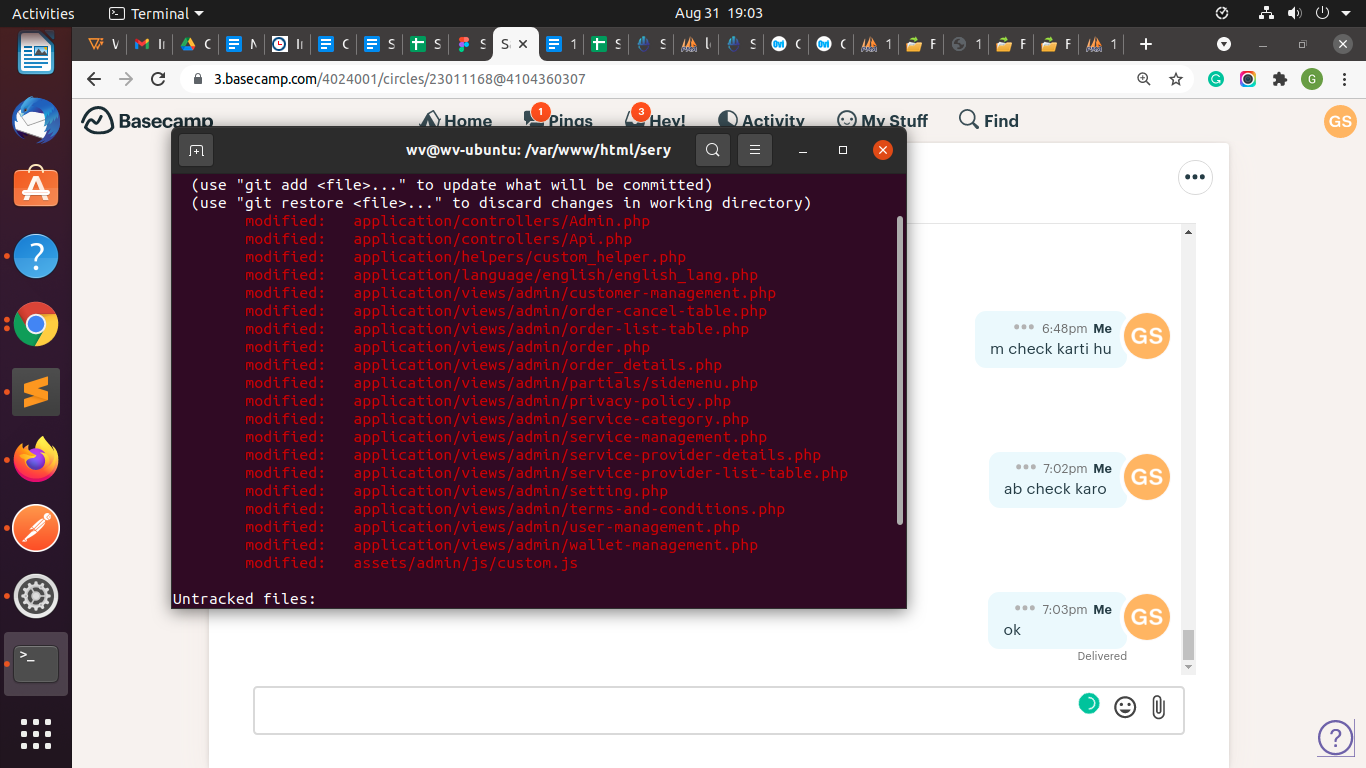 Activities
Terminal
Aug 31 19:03
3.basecamp.com/4024001/circles/23011168@4104360307
G
Basecamp
Home
1
Pings
3
Hey!
Activity
My Stuff
Find
GS
wv@wv-ubuntu: /var/www/html/sery
(use "git add <file>..." to update what will be committed)
(use "git restore <file>..." to discard changes in working directory)
modified: application/controllers/Admin.php
modified: application/controllers/Api.php
modified: application/helpers/custom_helper.php
modified: application/language/english/english_lang.php
modified: application/views/admin/customer-management.php
modified: application/views/admin/order-cancel-table.php
modified: application/views/admin/order-list-table.php
modified: application/views/admin/order.php
modified: application/views/admin/order_details.php
modified: application/views/admin/partials/sidemenu.php
modified: application/views/admin/privacy-policy.php
modified: application/views/admin/service-category.php
modified: application/views/admin/service-management.php
modified: application/views/admin/service-provider-details.php
modified: application/views/admin/service-provider-list-table.php
modified: application/views/admin/setting.php
modified: application/views/admin/terms-and-conditions.php
modified: application/views/admin/user-management.php
modified: application/views/admin/wallet-management.php
modified: assets/admin/js/custom.js
Untracked files:
6:48pm Me
m check karti hu
GS
7:02pm Me
ab check karo
GS
7:03pm Me
ok
GS
Delivered